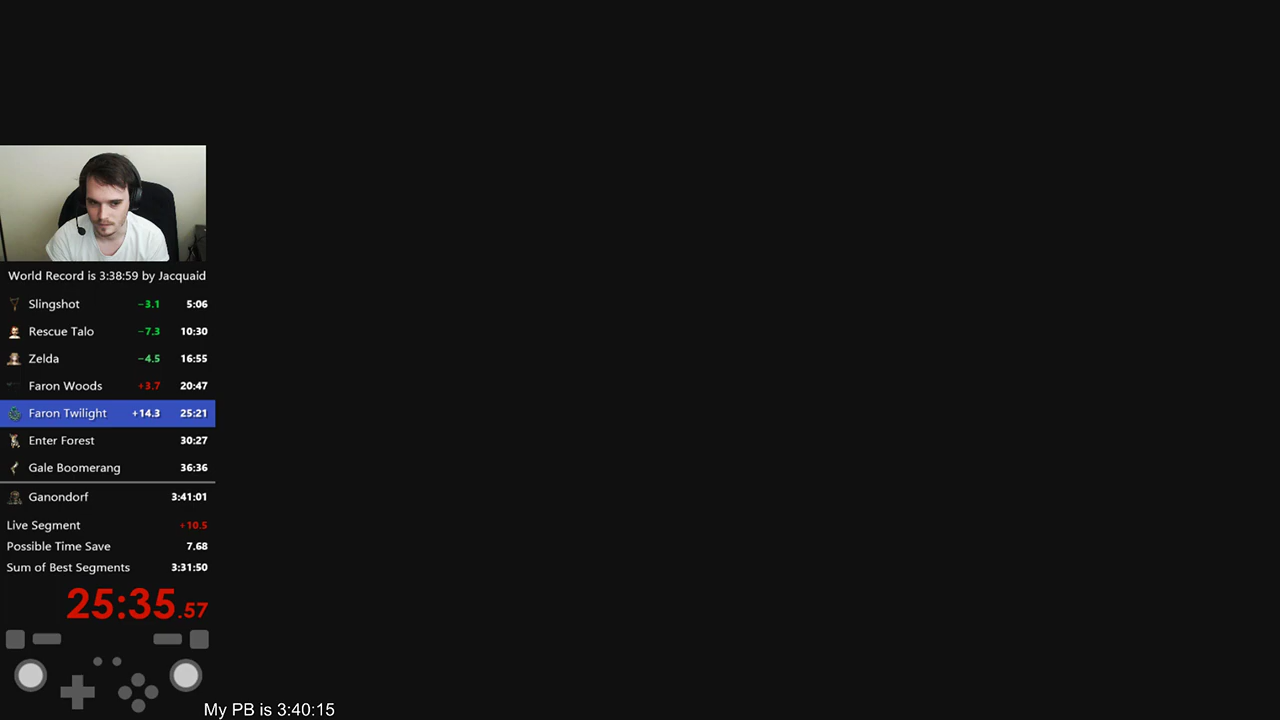 World Record is 3:38:59 by Jacquaid
Slingshot −3.1 5:06
Rescue Talo −7.3 10:30
Zelda −4.5 16:55
Faron Woods +3.7 20:47
Faron Twilight +14.3 25:21
Enter Forest 30:27
Gale Boomerang 36:36
Ganondorf 3:41:01
Live Segment +10.5
Possible Time Save 7.68
Sum of Best Segments 3:31:50
25:35.57
My PB is 3:40:15